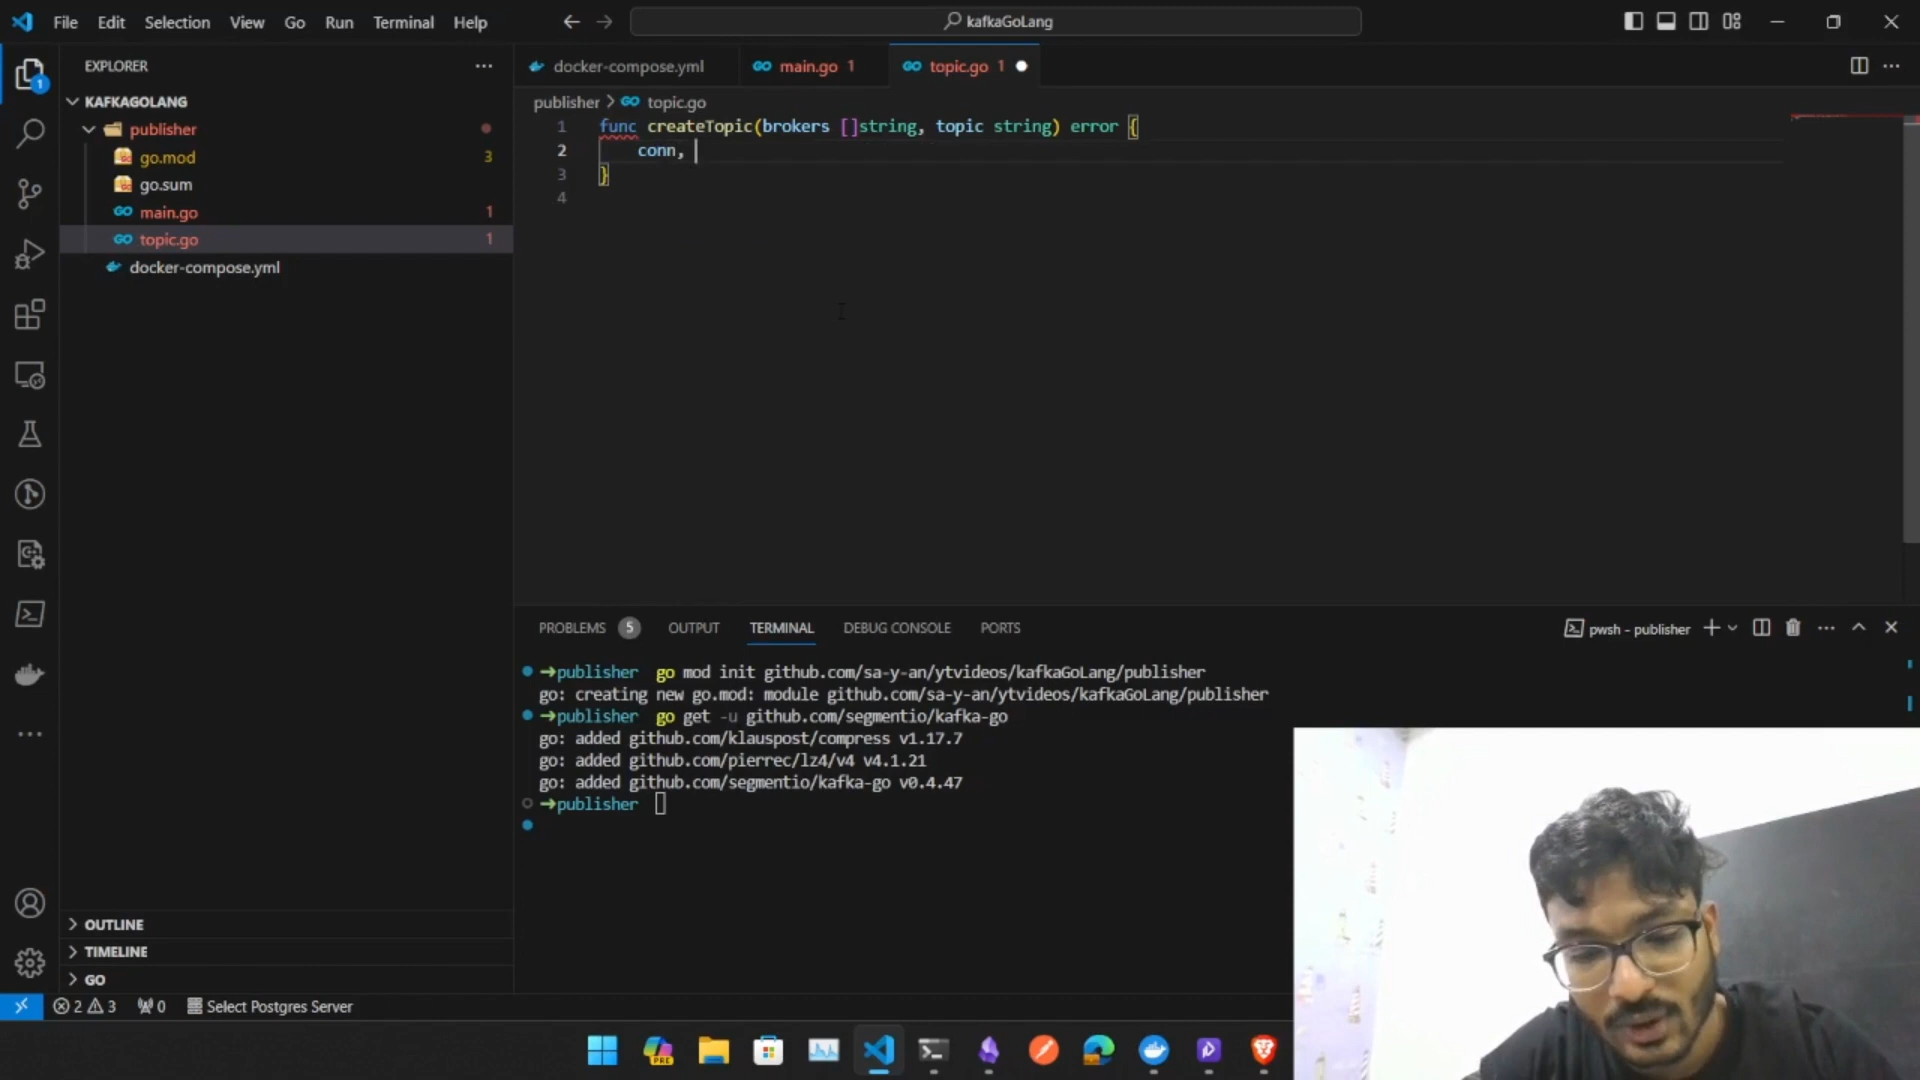 File Edit Selection View Go Run Terminal Help
kafkaGoLang
EXPLORER
KAFKAGOLANG
publisher
go.mod 3
go.sum
main.go 1
topic.go 1
docker-compose.yml
OUTLINE
TIMELINE
GO
1
docker-compose.yml main.go 1 topic.go 1
publisher > topic.go
1 func createTopic(brokers []string, topic string) error {
2 conn,
3 }
4
PROBLEMS 5 OUTPUT TERMINAL DEBUG CONSOLE PORTS
pwsh - publisher
→publisher go mod init github.com/sa-y-an/ytvideos/kafkaGoLang/publisher
go: creating new go.mod: module github.com/sa-y-an/ytvideos/kafkaGoLang/publisher
→publisher go get -u github.com/segmentio/kafka-go
go: added github.com/klauspost/compress v1.17.7
go: added github.com/pierrec/lz4/v4 v4.1.21
go: added github.com/segmentio/kafka-go v0.4.47
→publisher
2 3 0 Select Postgres Server
PRE